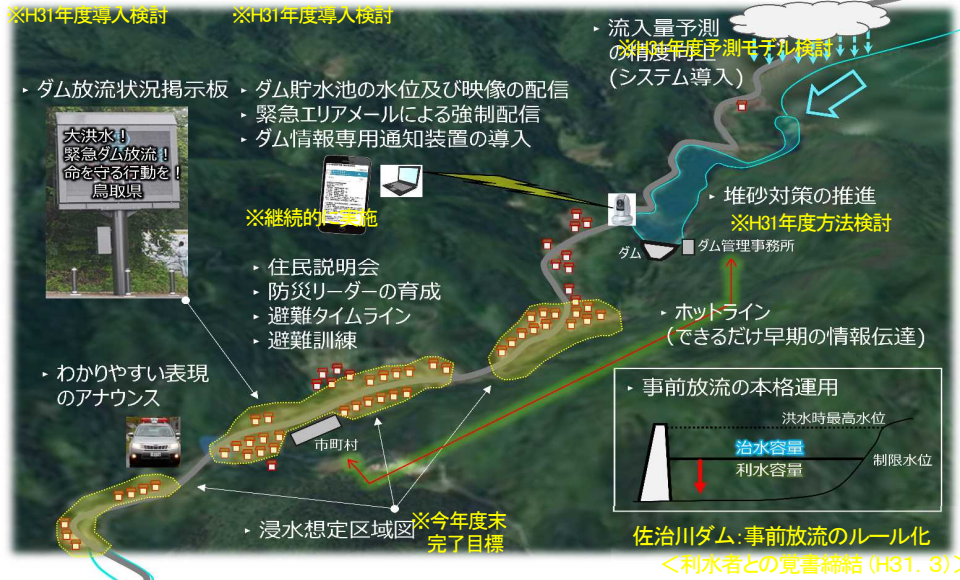 ※H31年度導入検討
※H31年度導入検討
▸ 流入量予測
の精度向上
(システム導入)
※H31年度予測モデル検討
▸ ダム放流状況掲示板
大洪水！
緊急ダム放流！
命を守る行動を！
鳥取県
▸ ダム貯水池の水位及び映像の配信
▸ 緊急エリアメールによる強制配信
▸ ダム情報専用通知装置の導入
※継続的に実施
▸ 堆砂対策の推進
※H31年度方法検討
ダム
ダム管理事務所
▸ 住民説明会
▸ 防災リーダーの育成
▸ 避難タイムライン
▸ 避難訓練
▸ ホットライン
(できるだけ早期の情報伝達)
▸ わかりやすい表現
のアナウンス
市町村
▸ 事前放流の本格運用
洪水時最高水位
治水容量
利水容量
制限水位
▸ 浸水想定区域図
※今年度末
完了目標
佐治川ダム：事前放流のルール化
＜利水者との覚書締結(H31．3)＞